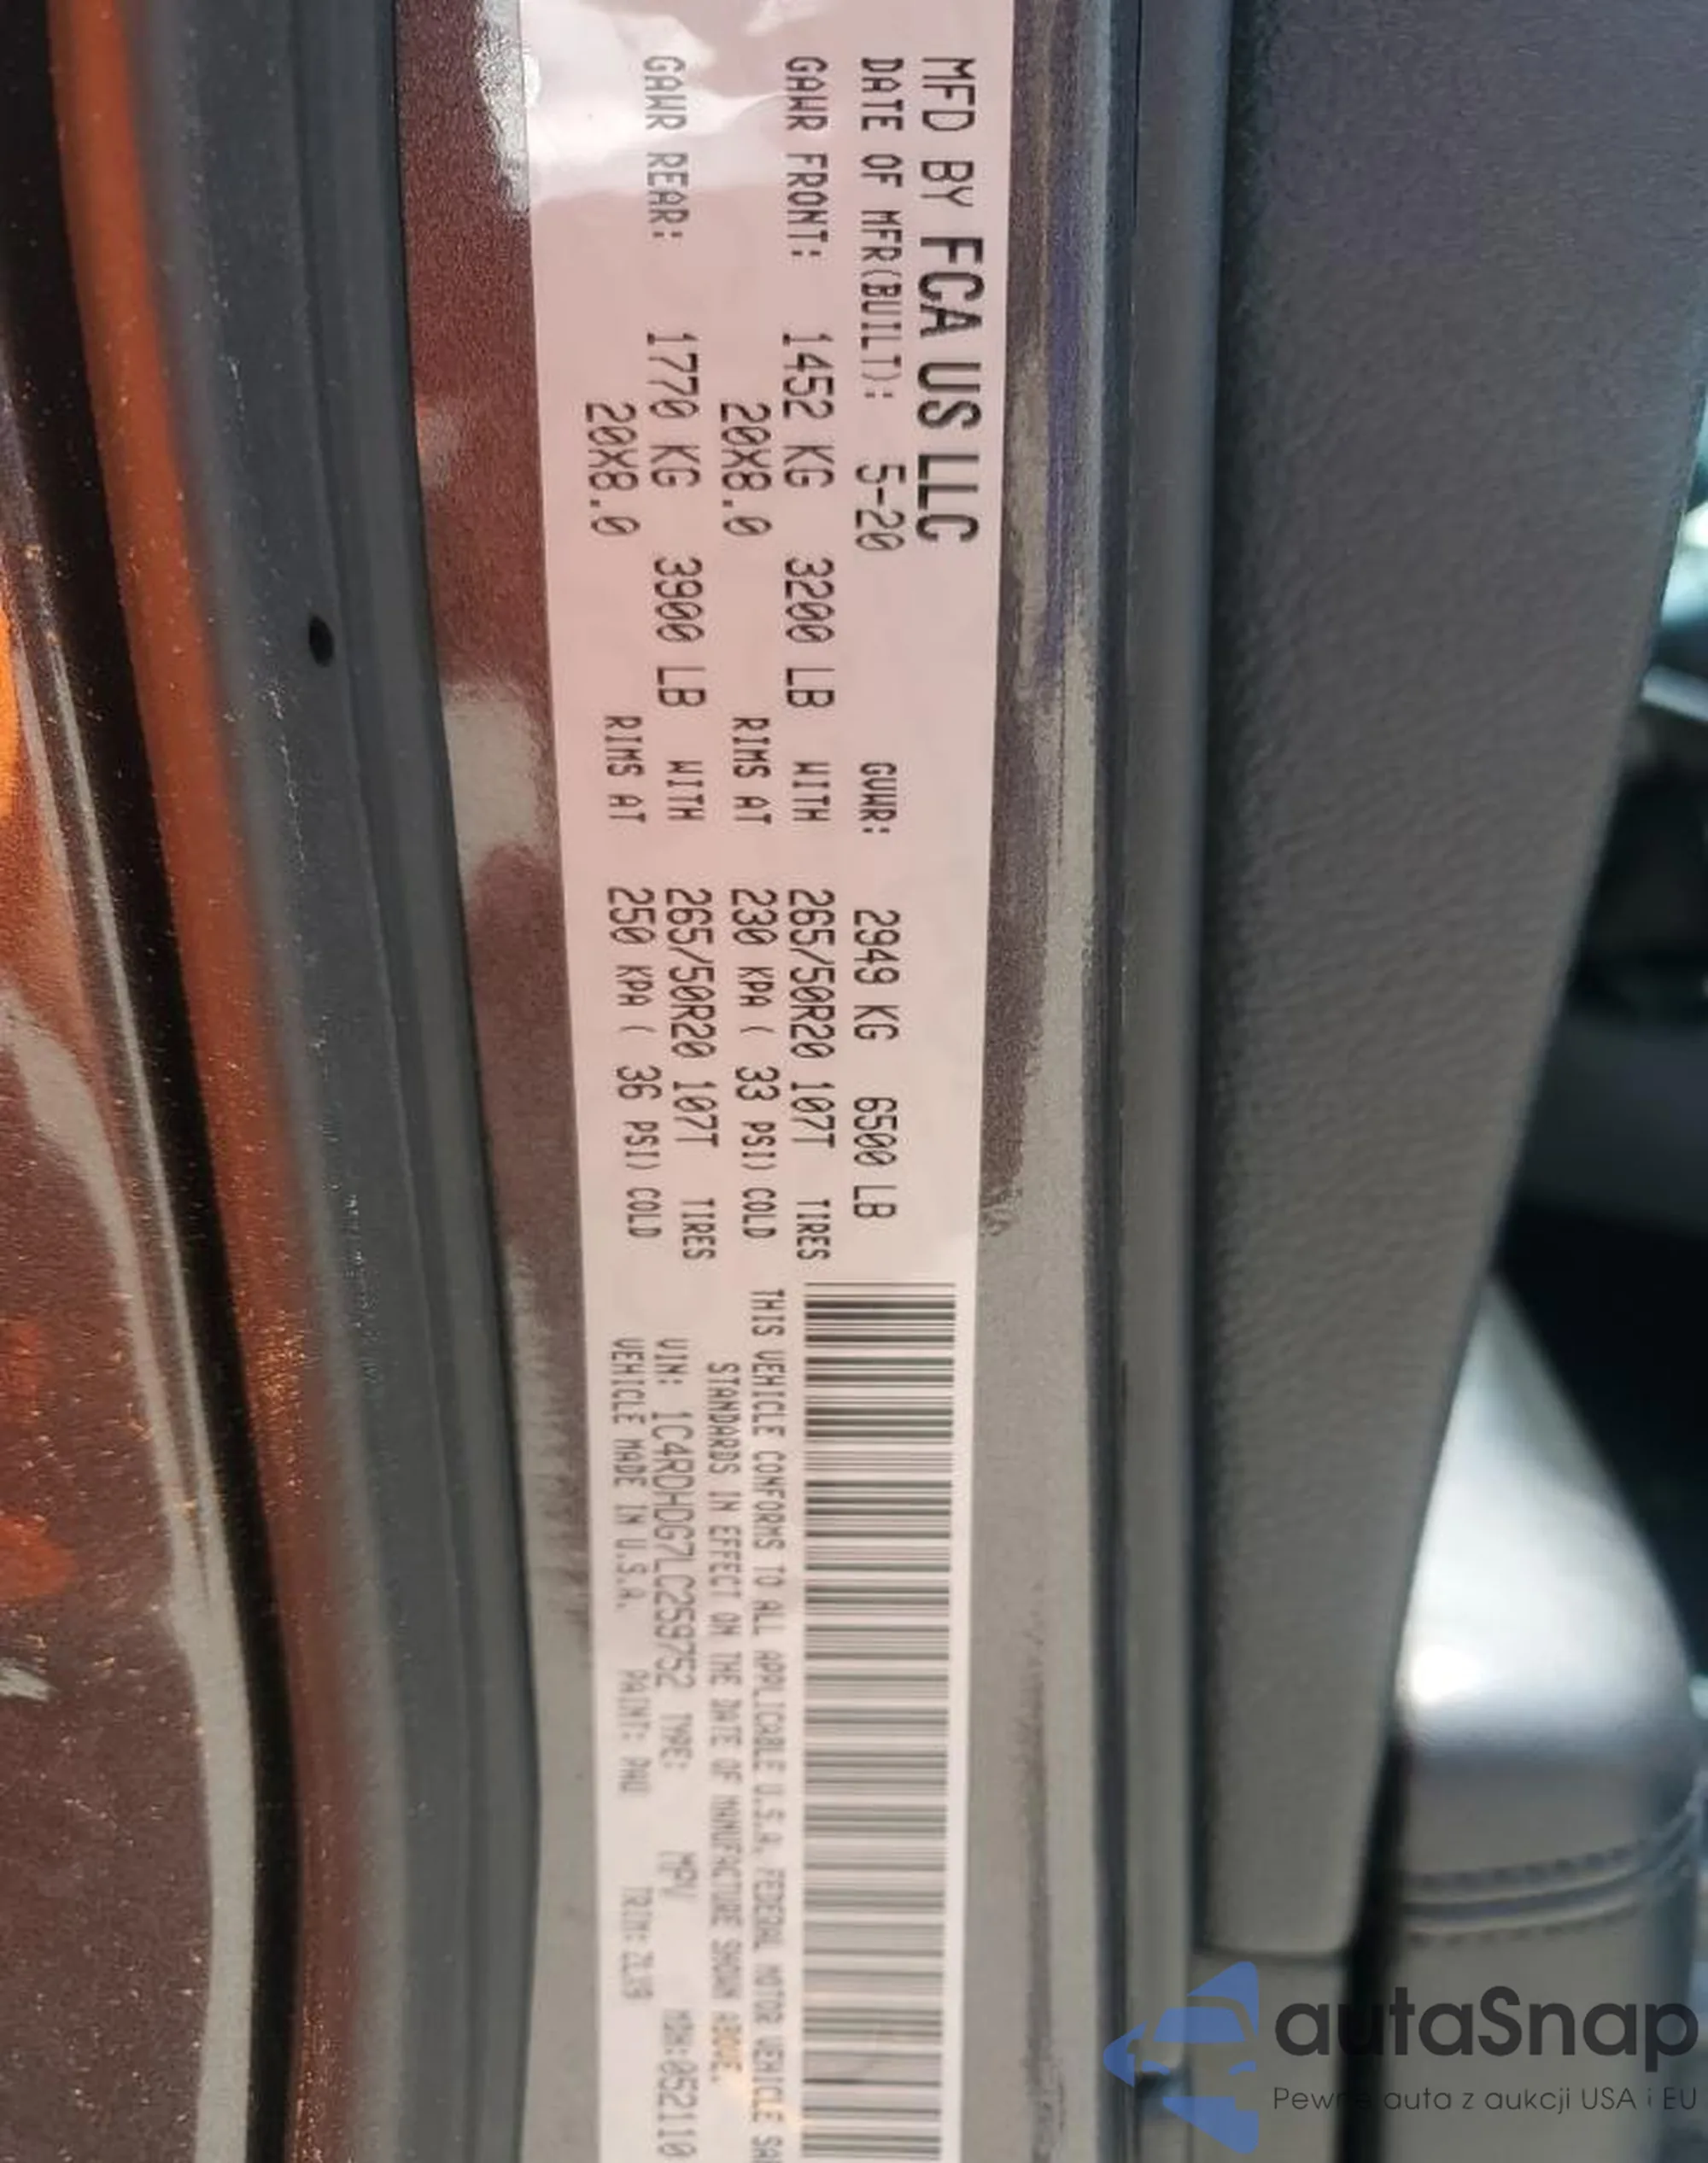 MFD BY FCA US LLC
DATE OF MFR(BUILT): 5-20 GVWR: 2949 KG 6500 LB
GAWR FRONT: 1452 KG 3200 LB WITH 265/50R20 107T TIRES
20X8.0 RIMS AT 230 KPA ( 33 PSI) COLD
GAWR REAR: 1770 KG 3900 LB WITH 265/50R20 107T TIRES
20X8.0 RIMS AT 250 KPA ( 36 PSI) COLD
THIS VEHICLE CONFORMS TO ALL APPLICABLE U.S.A. FEDERAL MOTOR VEHICLE SA
STANDARDS IN EFFECT ON THE DATE OF MANUFACTURE SHOWN ABOVE.
VIN: 1C4RDHDG7LC259752 TYPE: MPV MDH:052110
VEHICLE MADE IN U.S.A. PAINT: PAU TRIM:
autaSnap
Pewne auta z aukcji USA i EU